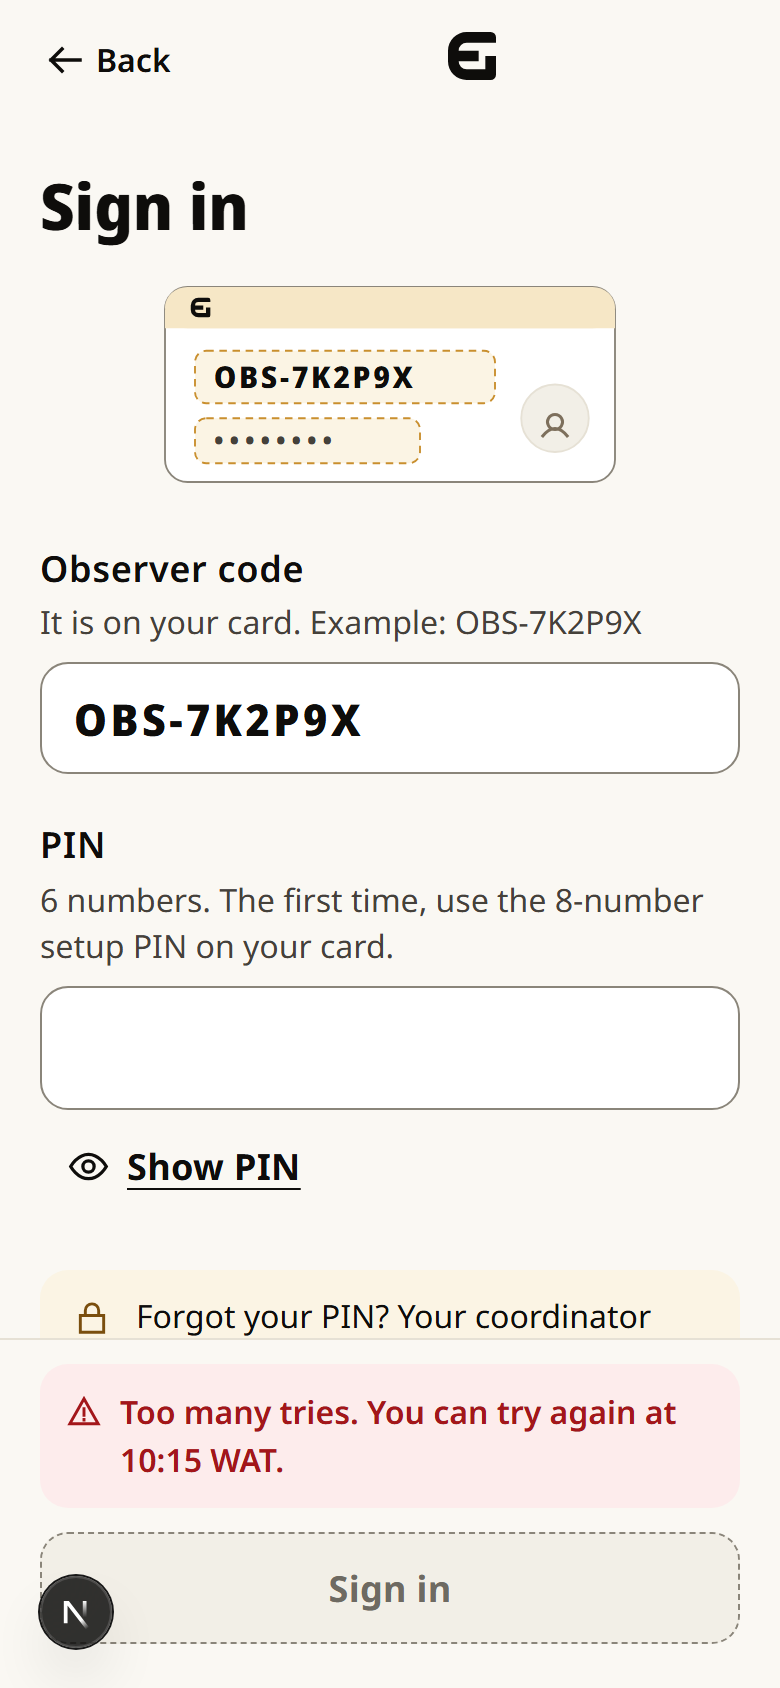 Back
Sign in
OBS-7K2P9X
••••••••
Observer code
It is on your card. Example: OBS-7K2P9X
OBS-7K2P9X
PIN
6 numbers. The first time, use the 8-number
setup PIN on your card.
Show PIN
Forgot your PIN? Your coordinator
Too many tries. You can try again at
10:15 WAT.
Sign in
N